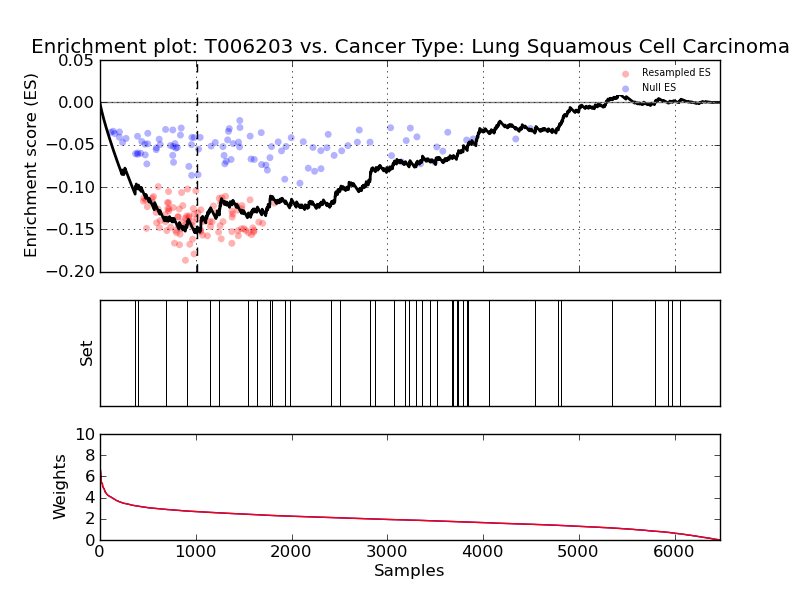 Enrichment plot: T006203 vs. Cancer Type: Lung Squamous Cell Carcinoma
0.05
0.00
−0.05
−0.10
−0.15
−0.20
Enrichment score (ES)
Resampled ES
Null ES
Set
10
8
6
4
2
0
Weights
0
1000
2000
3000
4000
5000
6000
Samples